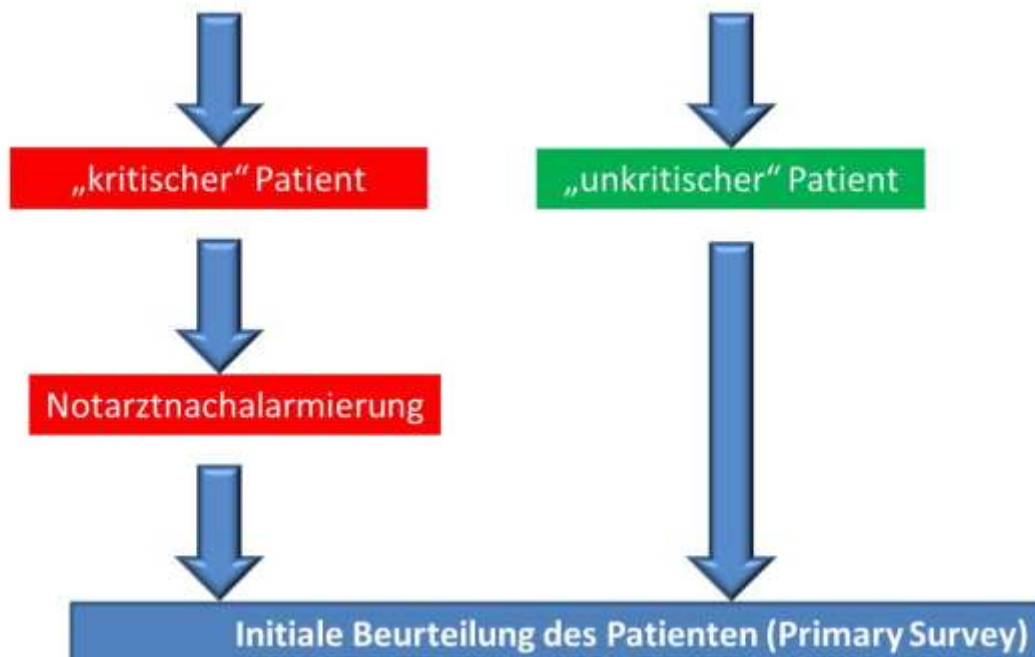 „kritischer“ Patient
„unkritischer“ Patient
Notarztnachalarmierung
Initiale Beurteilung des Patienten (Primary Survey)